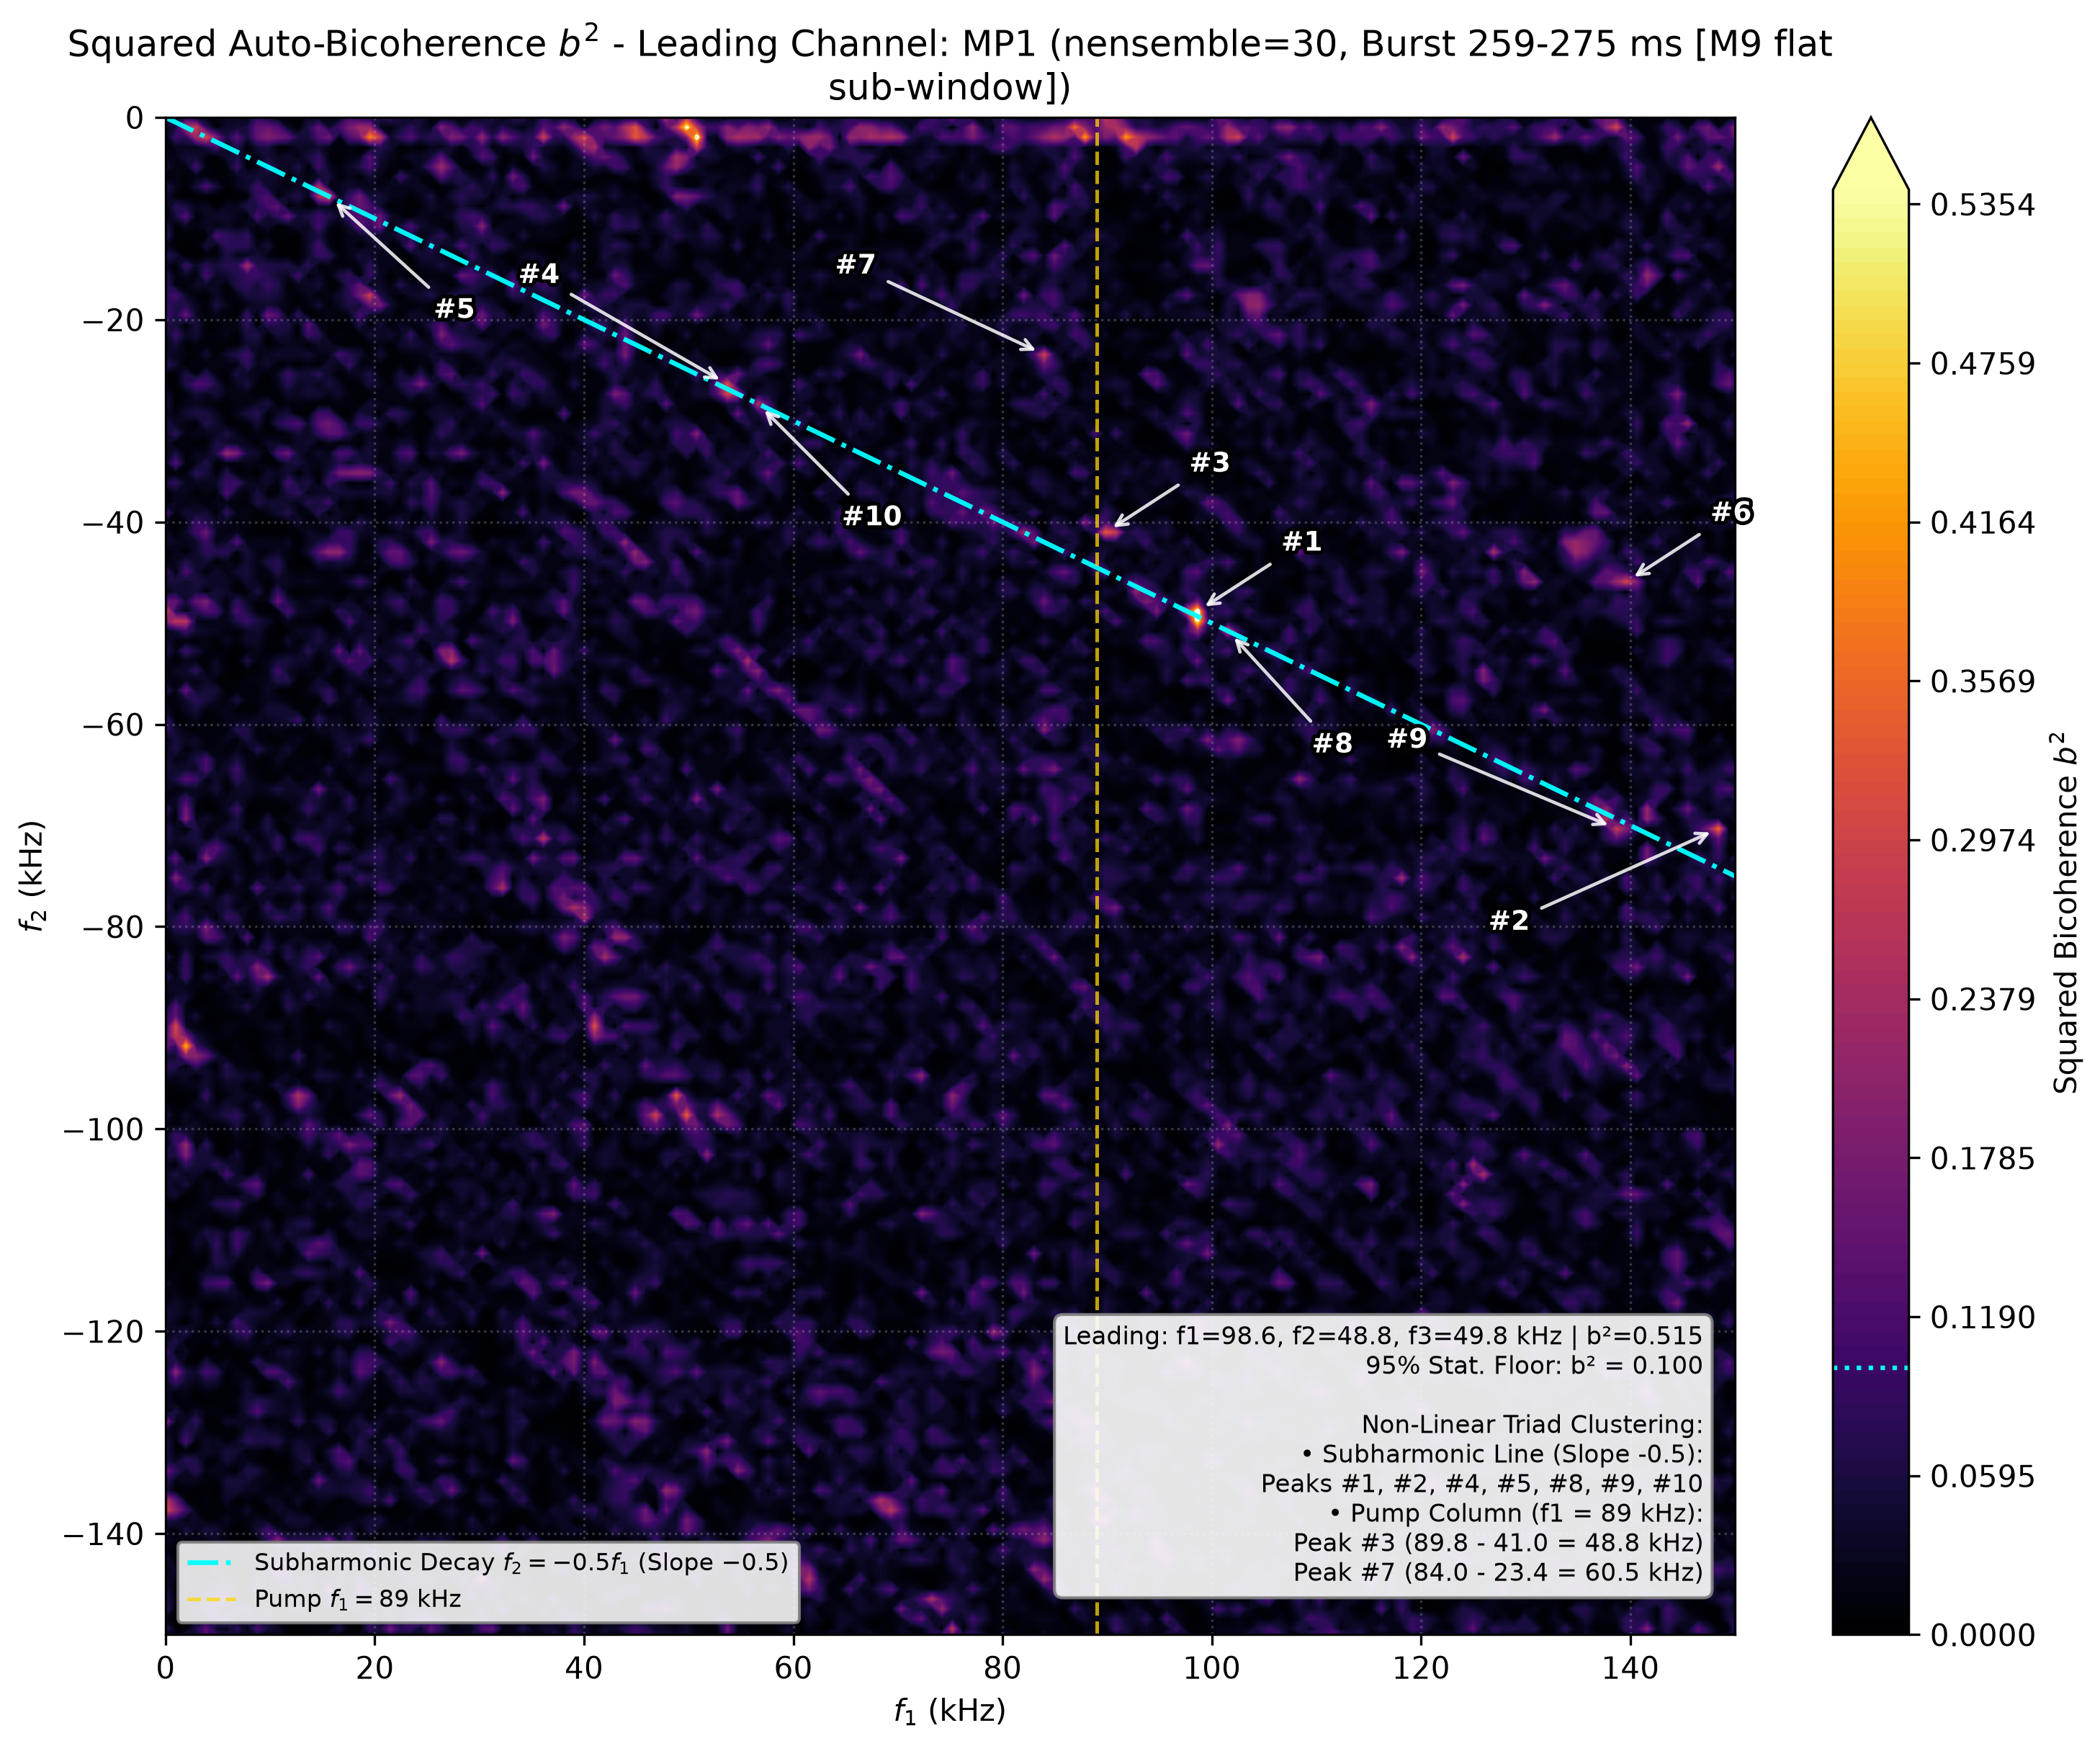 Squared Auto-Bicoherence b² - Leading Channel: MP1 (nensemble=30, Burst 259-275 ms [M9 flat
sub-window])
0
−20
−40
−60
−80
−100
−120
−140
f₂ (kHz)
#7
#4
#5
#3
#10
#6
#1
#8
#9
#2
Leading: f1=98.6, f2=48.8, f3=49.8 kHz | b²=0.515
95% Stat. Floor: b² = 0.100
Non-Linear Triad Clustering:
• Subharmonic Line (Slope -0.5):
Peaks #1, #2, #4, #5, #8, #9, #10
• Pump Column (f1 = 89 kHz):
Peak #3 (89.8 - 41.0 = 48.8 kHz)
Peak #7 (84.0 - 23.4 = 60.5 kHz)
Subharmonic Decay f₂ = −0.5f₁ (Slope −0.5)
Pump f₁ = 89 kHz
0 20 40 60 80 100 120 140
f₁ (kHz)
0.5354
0.4759
0.4164
0.3569
0.2974
0.2379
0.1785
0.1190
0.0595
0.0000
Squared Bicoherence b²